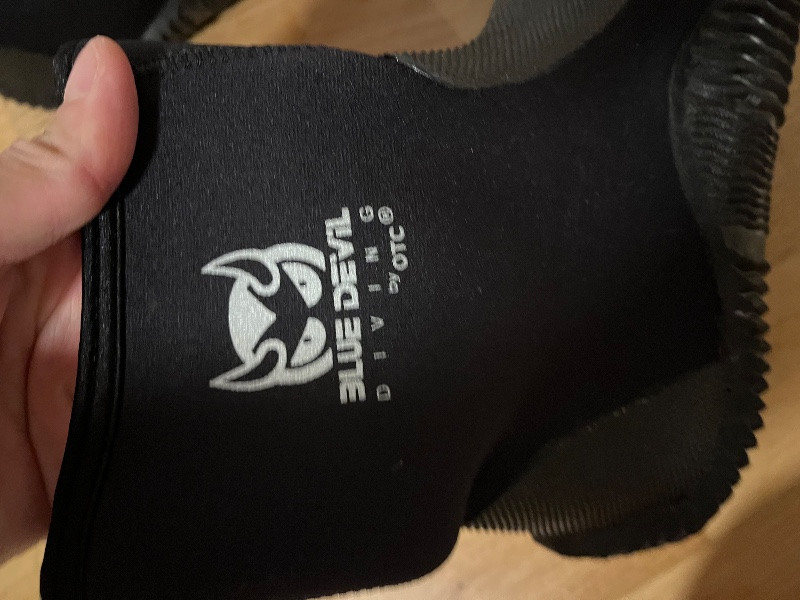 BLUE DEVIL
DIVING
by OTC®